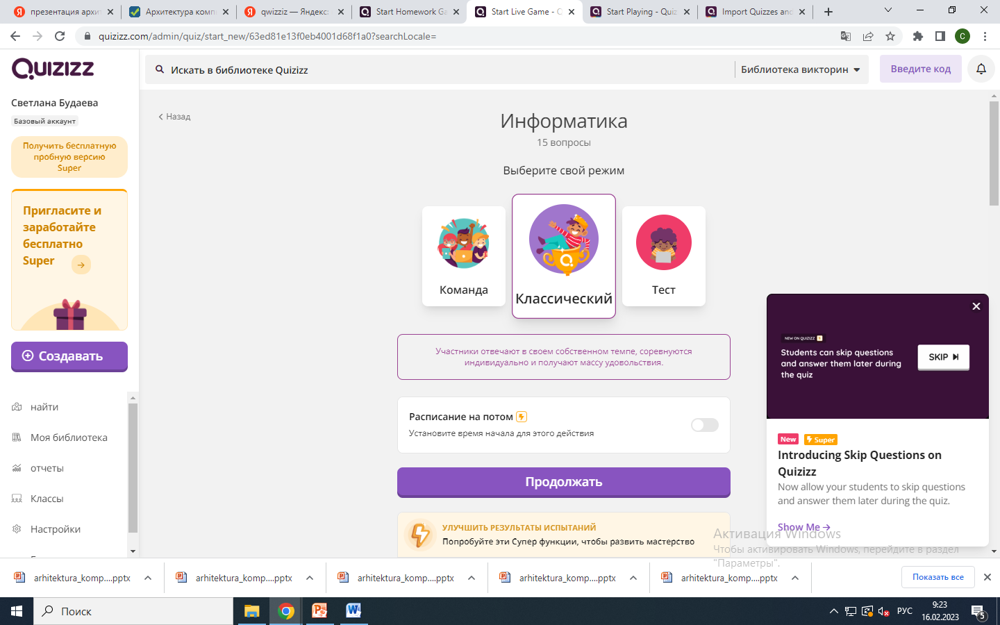 презентация архит
Архитектура комп
qwizziz — Яндекс:
Start Homework Ga
Start Live Game - Q
Start Playing - Quiz
Import Quizzes and
quizizz.com/admin/quiz/start_new/63ed81e13f0eb4001d68f1a0?searchLocale=
C
Quizizz
Искать в библиотеке Quizizz
Библиотека викторин
Введите код
Светлана Будаева
Базовый аккаунт
Получить бесплатную
пробную версию
Super
Пригласите и
заработайте
бесплатно
Super
Создавать
найти
Моя библиотека
отчеты
Классы
Настройки
Назад
Информатика
15 вопросы
Выберите свой режим
Команда
Классический
Тест
Участники отвечают в своем собственном темпе, соревнуются
индивидуально и получают массу удовольствия.
Расписание на потом
Установите время начала для этого действия
Продолжать
УЛУЧШИТЬ РЕЗУЛЬТАТЫ ИСПЫТАНИЙ
Попробуйте эти Супер функции, чтобы развить мастерство
NEW ON QUIZIZZ
Students can skip questions
and answer them later during
the quiz
SKIP
New
Super
Introducing Skip Questions on
Quizizz
Now allow your students to skip questions
and answer them later during the quiz.
Show Me
Активация Windows
Чтобы активировать Windows, перейдите в раздел
"Параметры".
arhitektura_komp....pptx
arhitektura_komp....pptx
arhitektura_komp....pptx
arhitektura_komp....pptx
arhitektura_komp....pptx
Показать все
Поиск
РУС
9:23
16.02.2023
5